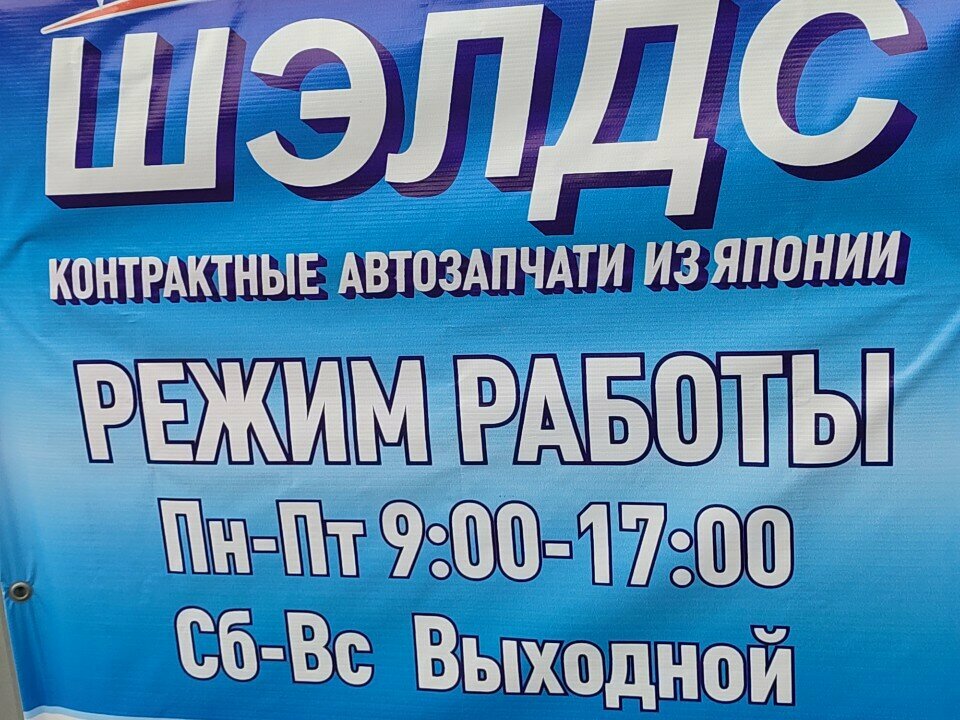 ШЭЛДС
КОНТРАКТНЫЕ АВТОЗАПЧАТИ ИЗ ЯПОНИИ
РЕЖИМ РАБОТЫ
Пн-Пт 9:00-17:00
Сб-Вс Выходной